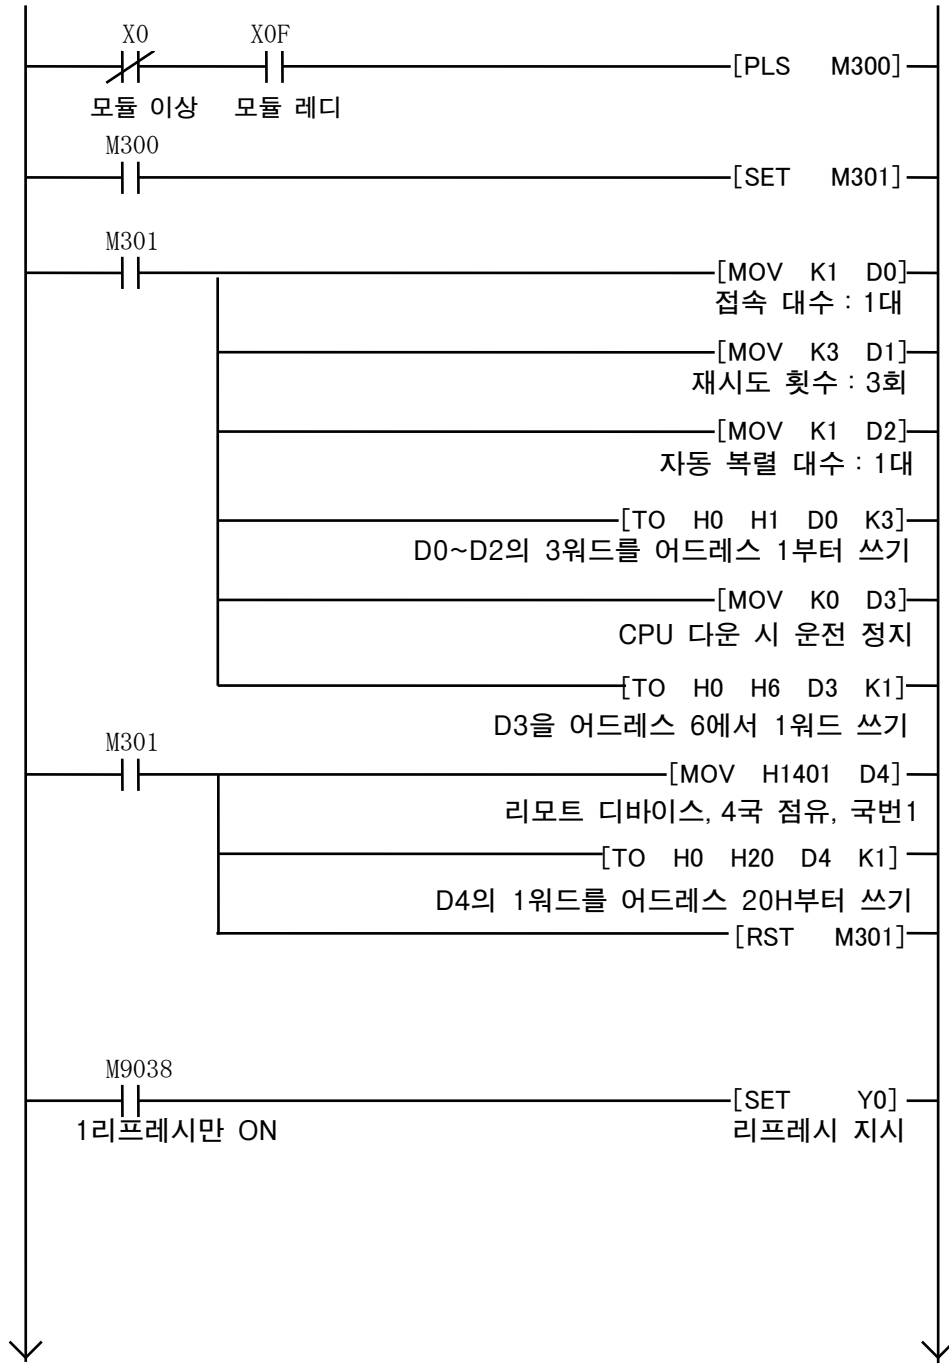 X0 X0F
[PLS M300]
모듈 이상 모듈 레디
M300
[SET M301]
M301
[MOV K1 D0]
접속 대수 : 1대
[MOV K3 D1]
재시도 횟수 : 3회
[MOV K1 D2]
자동 복렬 대수 : 1대
[TO H0 H1 D0 K3]
D0~D2의 3워드를 어드레스 1부터 쓰기
[MOV K0 D3]
CPU 다운 시 운전 정지
[TO H0 H6 D3 K1]
D3을 어드레스 6에서 1워드 쓰기
M301
[MOV H1401 D4]
리모트 디바이스, 4국 점유, 국번1
[TO H0 H20 D4 K1]
D4의 1워드를 어드레스 20H부터 쓰기
[RST M301]
M9038
[SET Y0]
1리프레시만 ON 리프레시 지시